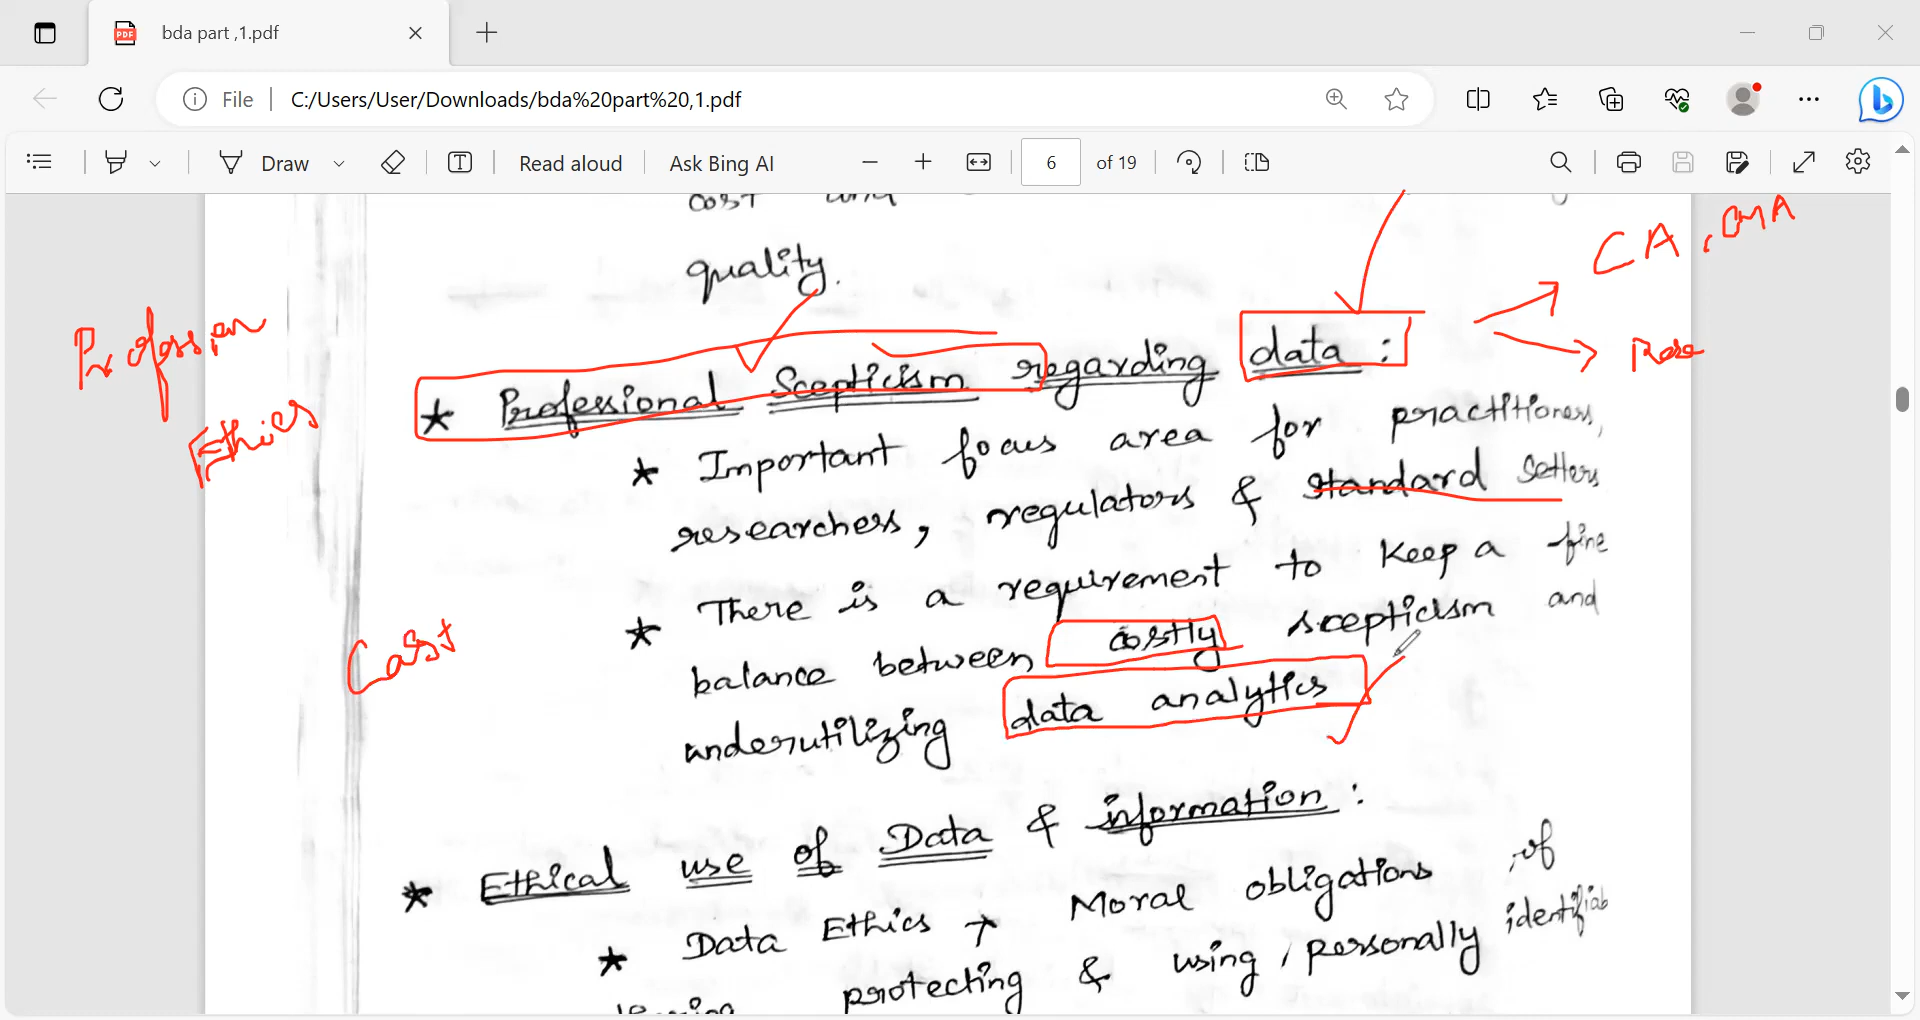 bda part ,1.pdf
File
C:/Users/User/Downloads/bda%20part%20,1.pdf
Draw
Read aloud
Ask Bing AI
6 of 19
cost and
quality.
CA, CMA
Profession
Ethics
★ Professional Scepticism regarding data :
★ Important focus area for practitioners,
researchers, regulators & standard setters
★ There is a requirement to keep a fine
balance between costly scepticism and
underutilizing data analytics
Cost
★ Ethical use of Data & information :
★ Data Ethics → Moral obligations of
protecting & using, personally identifiab